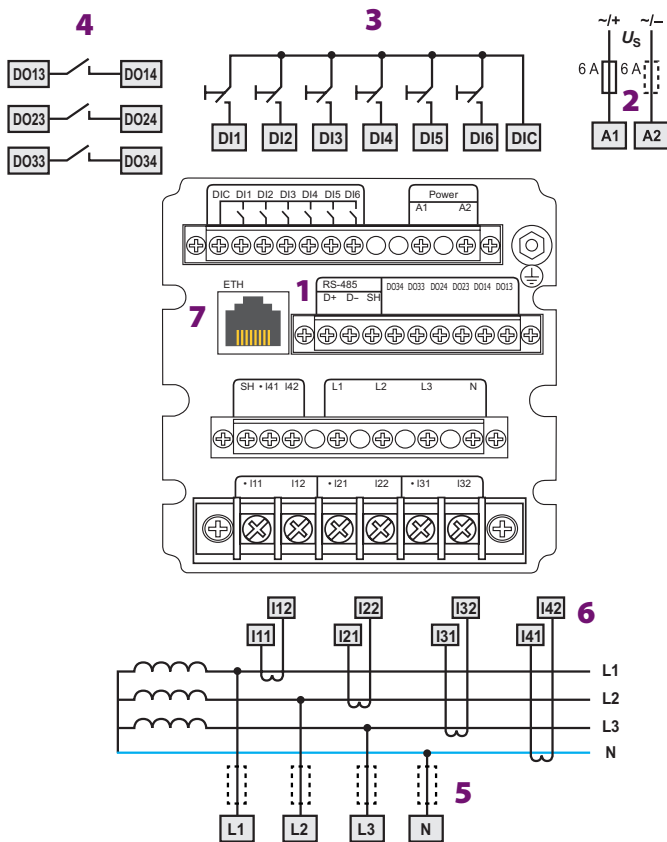 4
3
~/+ ~/–
US
6 A 6 A
2
DO13 DO14
DO23 DO24
DO33 DO34
DI1 DI2 DI3 DI4 DI5 DI6 DIC
A1 A2
DIC DI1 DI2 DI3 DI4 DI5 DI6
Power
A1 A2
ETH
7
1
RS-485
D+ D– SH
DO34 DO33 DO24 DO23 DO14 DO13
SH • I41 I42 L1 L2 L3 N
• I11 I12 • I21 I22 • I31 I32
I12 I22 I32 I42
6
I11 I21 I31 I41
L1
L2
L3
N
5
L1 L2 L3 N